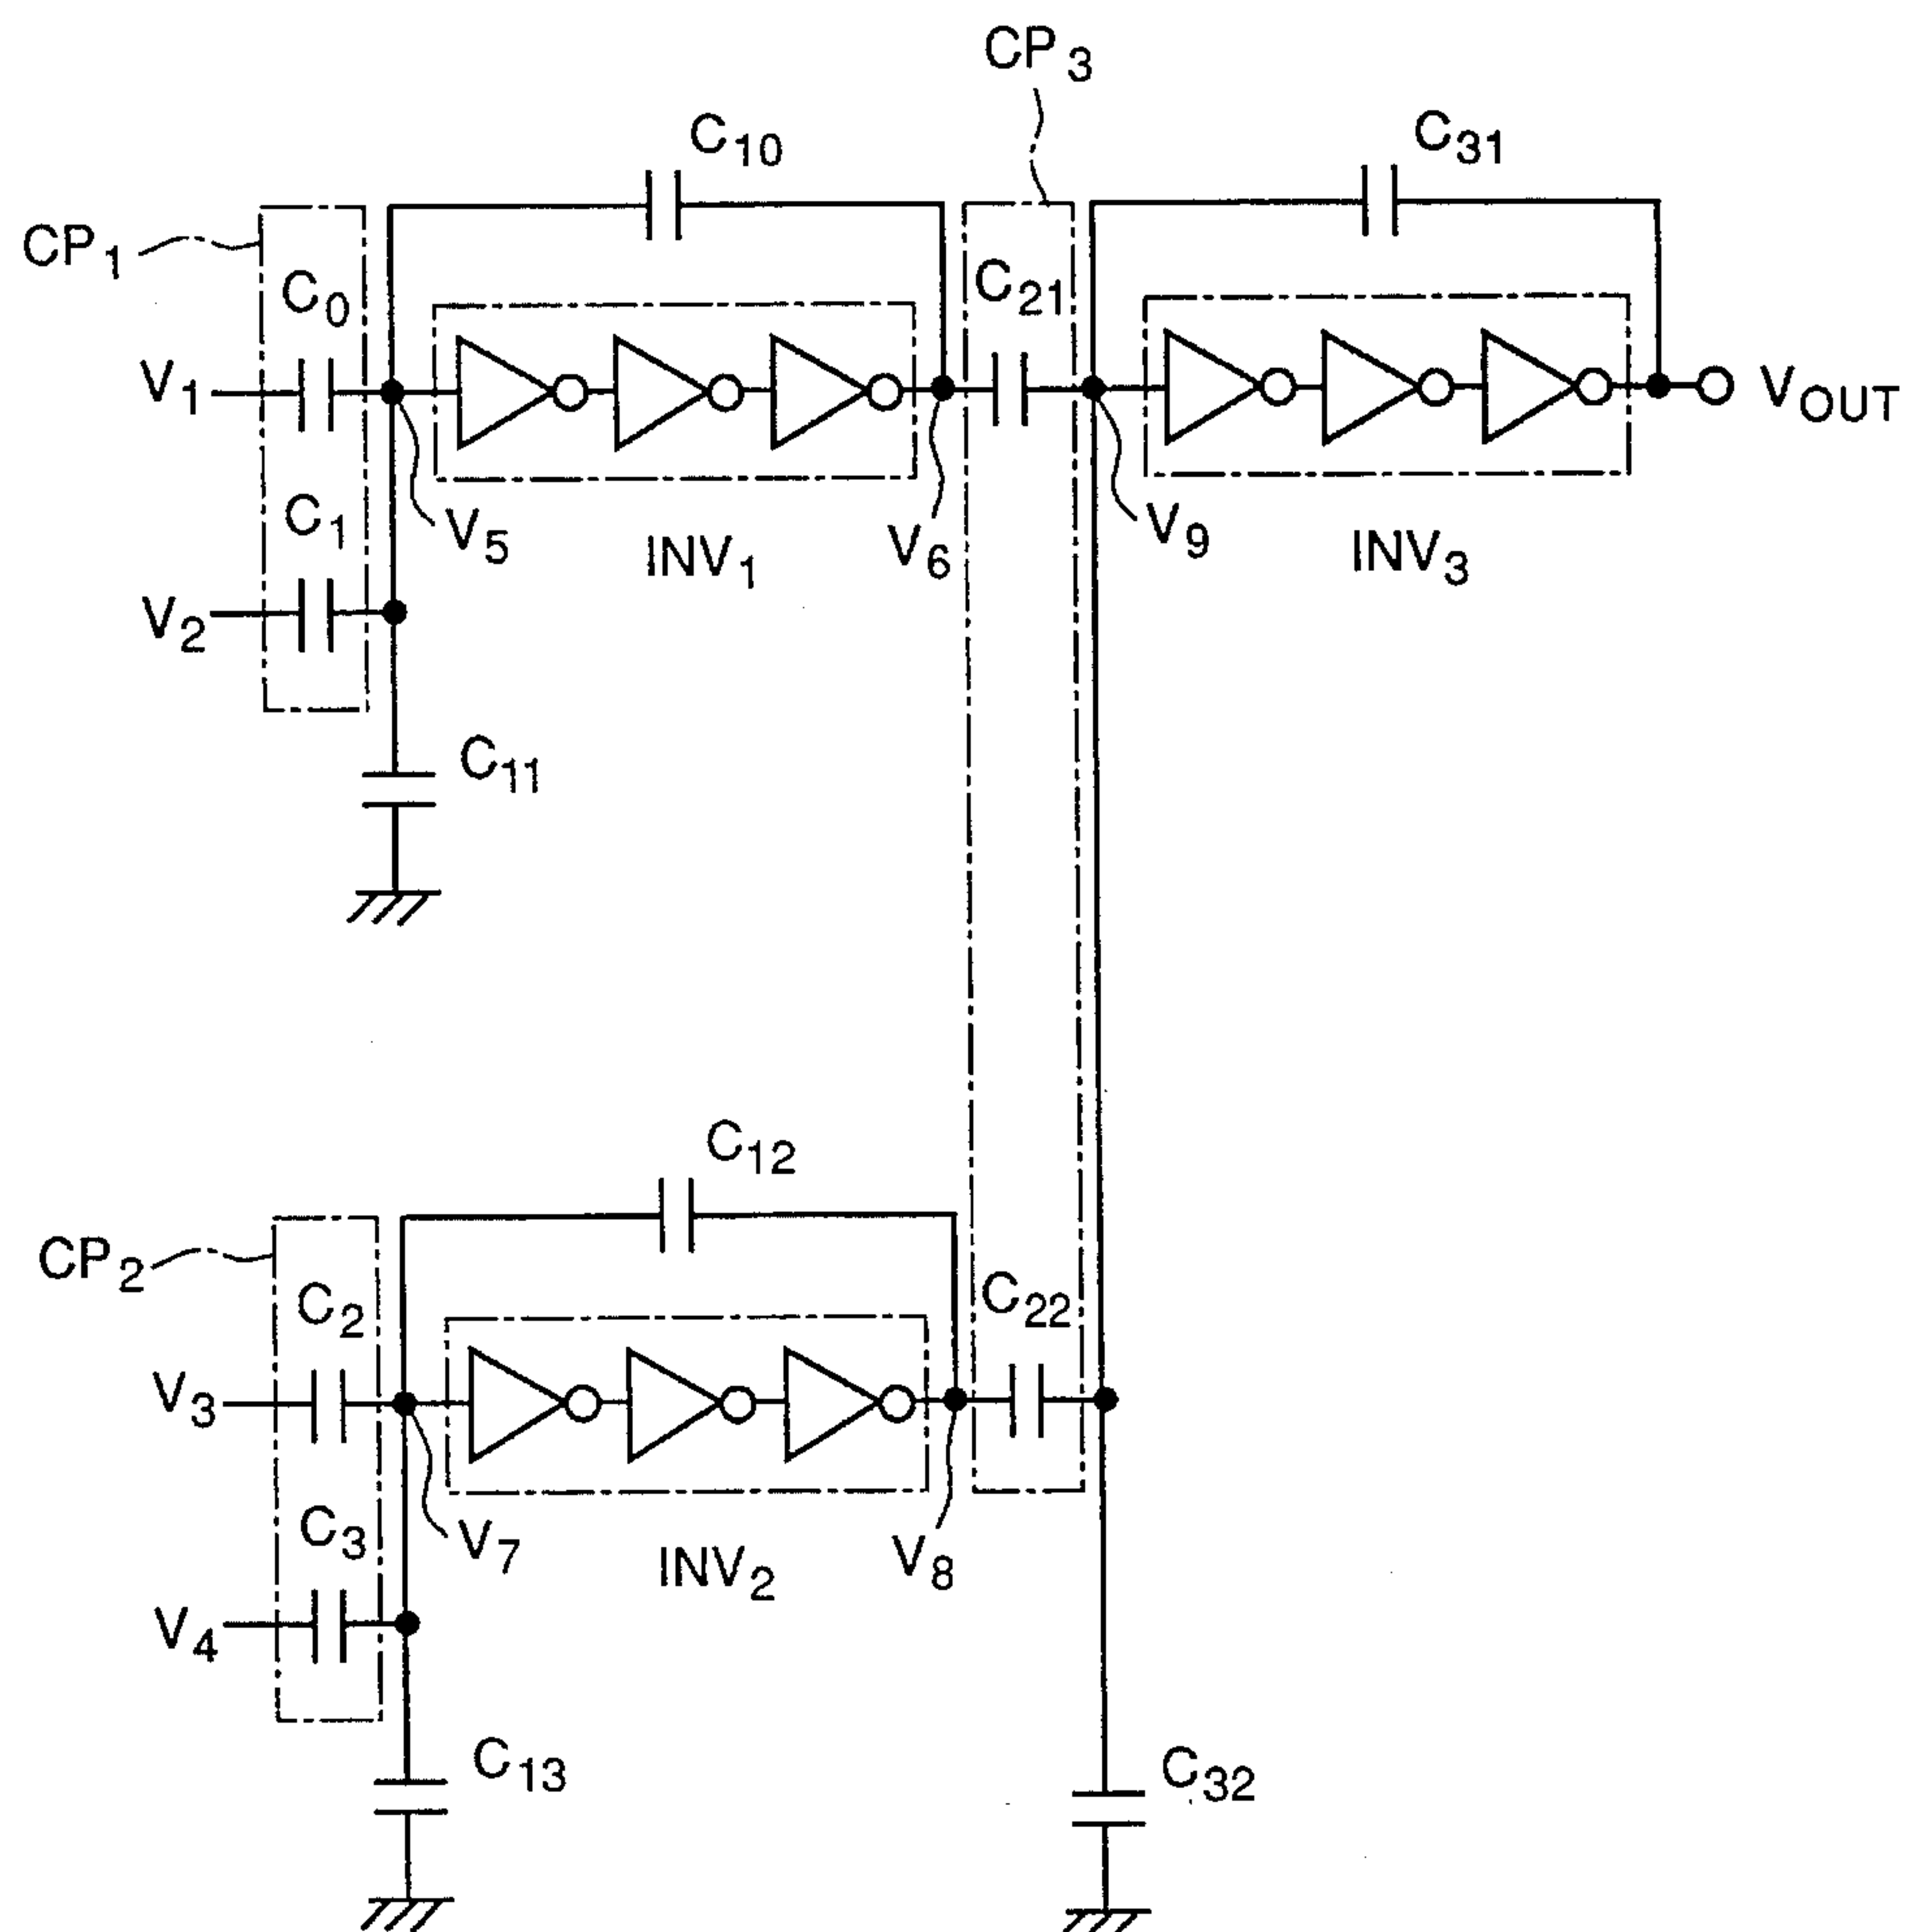 CP3
C10
C31
CP1
C0
C21
V1
VOUT
C1
V5
INV1
V6
V9
INV3
V2
C11
C12
CP2
C2
C22
V3
C3
V7
INV2
V8
V4
C13
C32